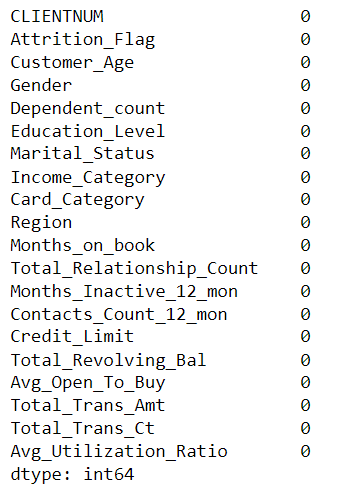 CLIENTNUM 0
Attrition_Flag 0
Customer_Age 0
Gender 0
Dependent_count 0
Education_Level 0
Marital_Status 0
Income_Category 0
Card_Category 0
Region 0
Months_on_book 0
Total_Relationship_Count 0
Months_Inactive_12_mon 0
Contacts_Count_12_mon 0
Credit_Limit 0
Total_Revolving_Bal 0
Avg_Open_To_Buy 0
Total_Trans_Amt 0
Total_Trans_Ct 0
Avg_Utilization_Ratio 0
dtype: int64